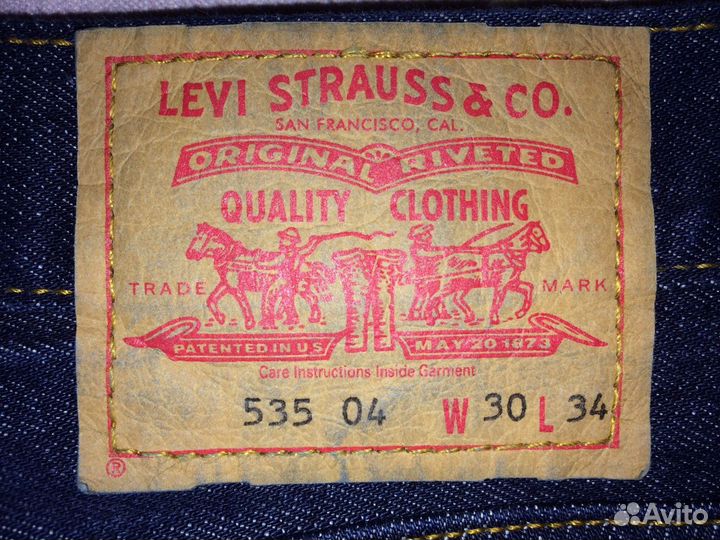 LEVI STRAUSS & CO.
SAN FRANCISCO, CAL.
ORIGINAL RIVETED
QUALITY CLOTHING
TRADE MARK
PATENTED IN U.S. MAY 20 1873
Care Instructions Inside Garment
535 04 W 30 L 34
®
Avito